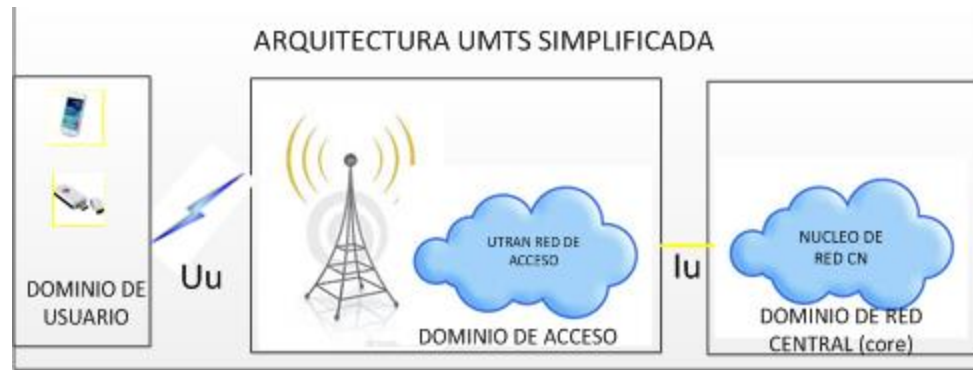 ARQUITECTURA UMTS SIMPLIFICADA
DOMINIO DE
USUARIO
Uu
UTRAN RED DE
ACCESO
DOMINIO DE ACCESO
Iu
NUCLEO DE
RED CN
DOMINIO DE RED
CENTRAL (core)